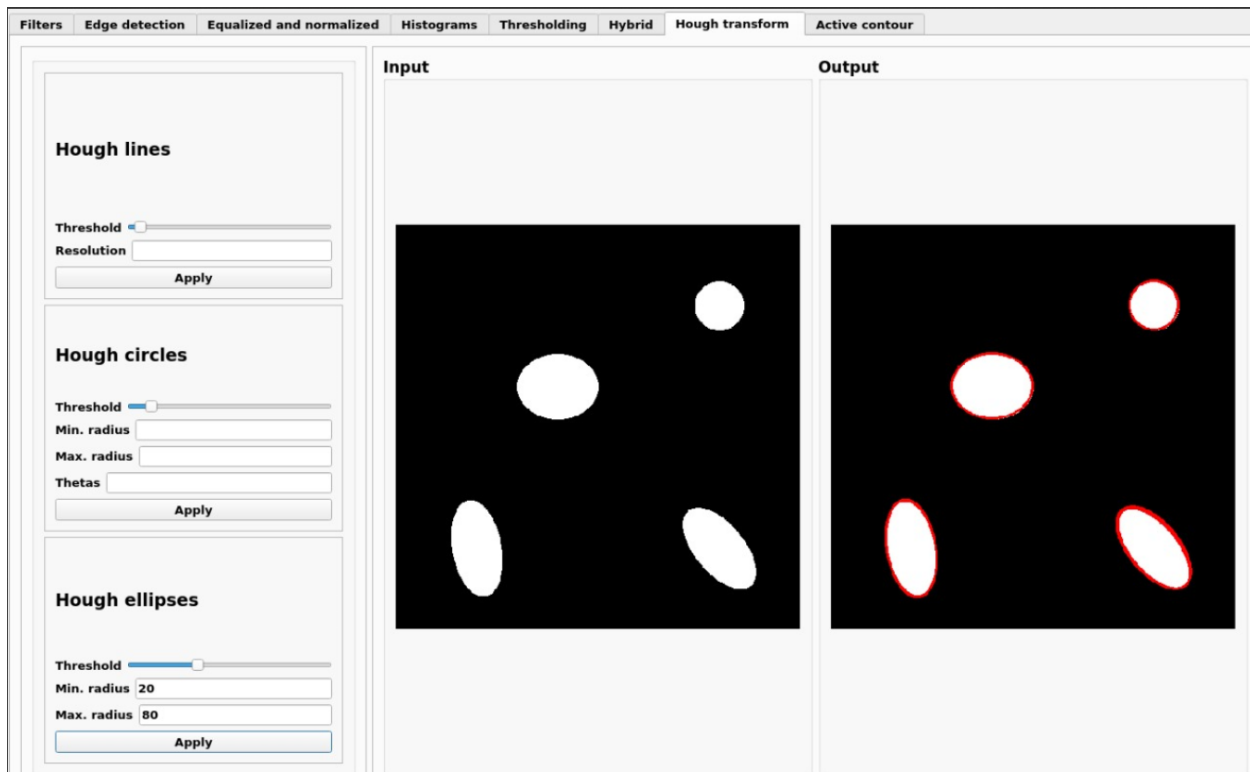 Filters Edge detection Equalized and normalized Histograms Thresholding Hybrid Hough transform Active contour
Hough lines
Threshold
Resolution
Apply
Hough circles
Threshold
Min. radius
Max. radius
Thetas
Apply
Hough ellipses
Threshold
Min. radius 20
Max. radius 80
Apply
Input
Output